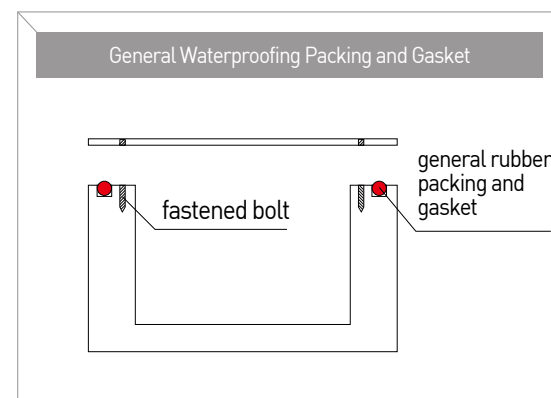 General Waterproofing Packing and Gasket
general rubber
packing and
gasket
fastened bolt